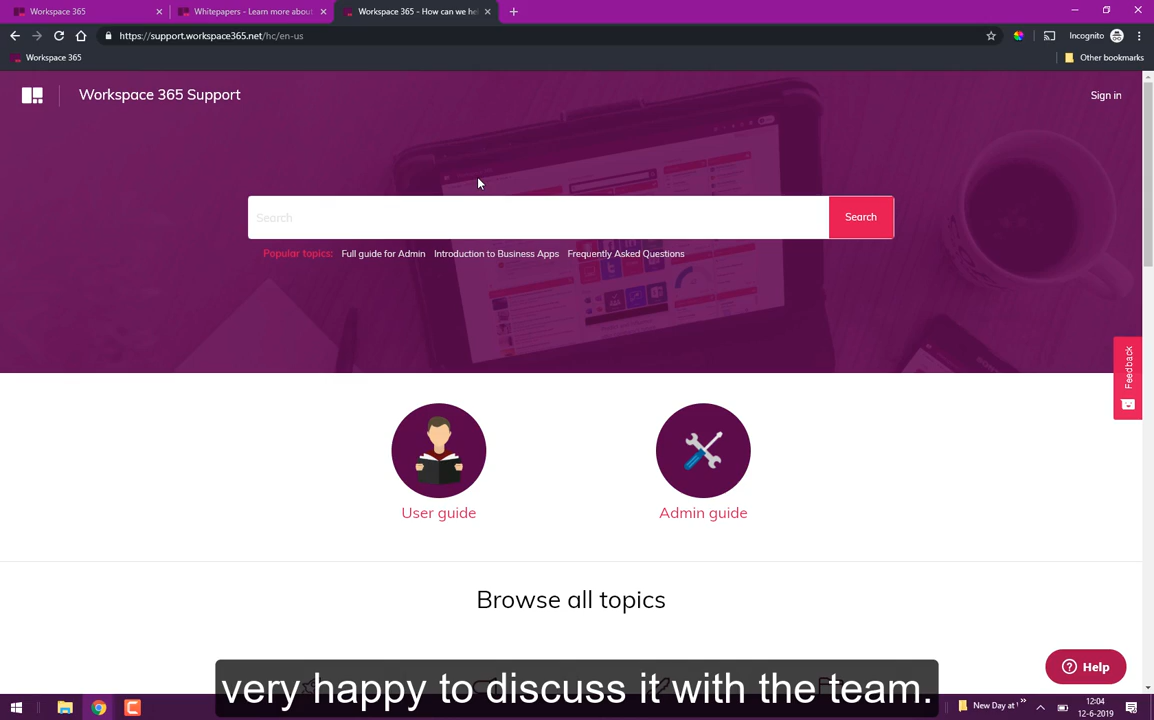 Workspace 365
Whitepapers - Learn more about
Workspace 365 - How can we he
https://support.workspace365.net/hc/en-us
Incognito
Workspace 365
Other bookmarks
Workspace 365 Support
Sign in
Search
Search
Popular topics: Full guide for Admin Introduction to Business Apps Frequently Asked Questions
Feedback
User guide
Admin guide
Browse all topics
Help
very happy to discuss it with the team.
New Day at
12:04
12-6-2019